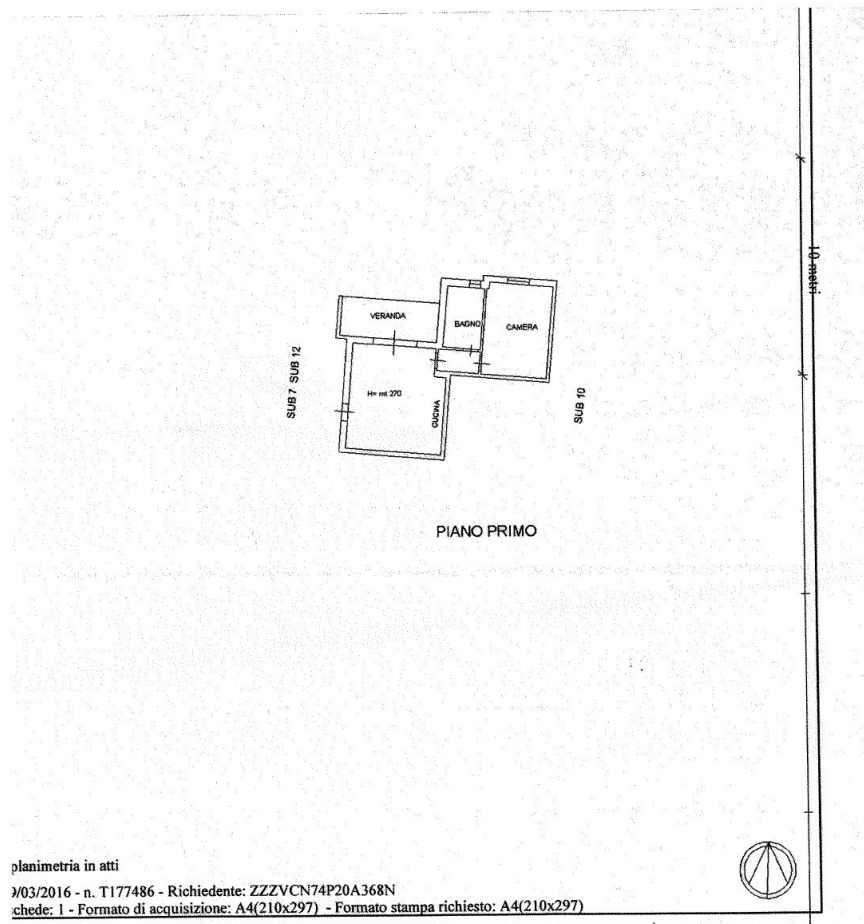 10 metri
VERANDA
BAGNO
CAMERA
SUB 7 SUB 12
H= mt 270
CUCINA
SUB 10
PIANO PRIMO
planimetria in atti
9/03/2016 - n. T177486 - Richiedente: ZZZVCN74P20A368N
chede: 1 - Formato di acquisizione: A4(210x297) - Formato stampa richiesto: A4(210x297)